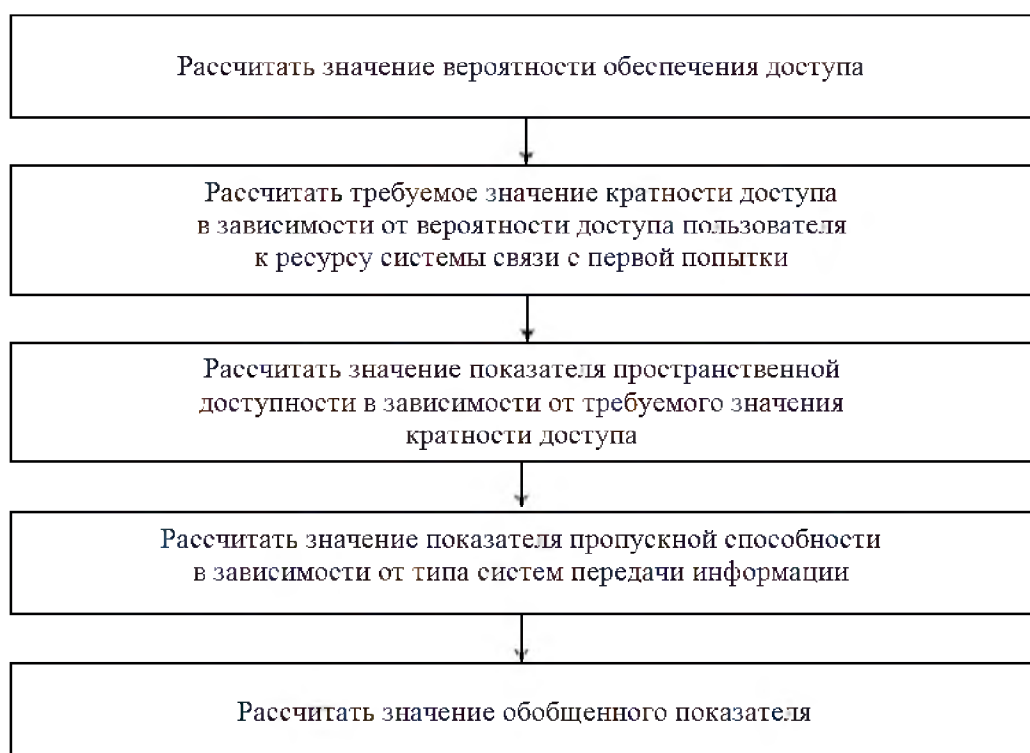 Рассчитать значение вероятности обеспечения доступа
Рассчитать требуемое значение кратности доступа
в зависимости от вероятности доступа пользователя
к ресурсу системы связи с первой попытки
Рассчитать значение показателя пространственной
доступности в зависимости от требуемого значения
кратности доступа
Рассчитать значение показателя пропускной способности
в зависимости от типа систем передачи информации
Рассчитать значение обобщенного показателя